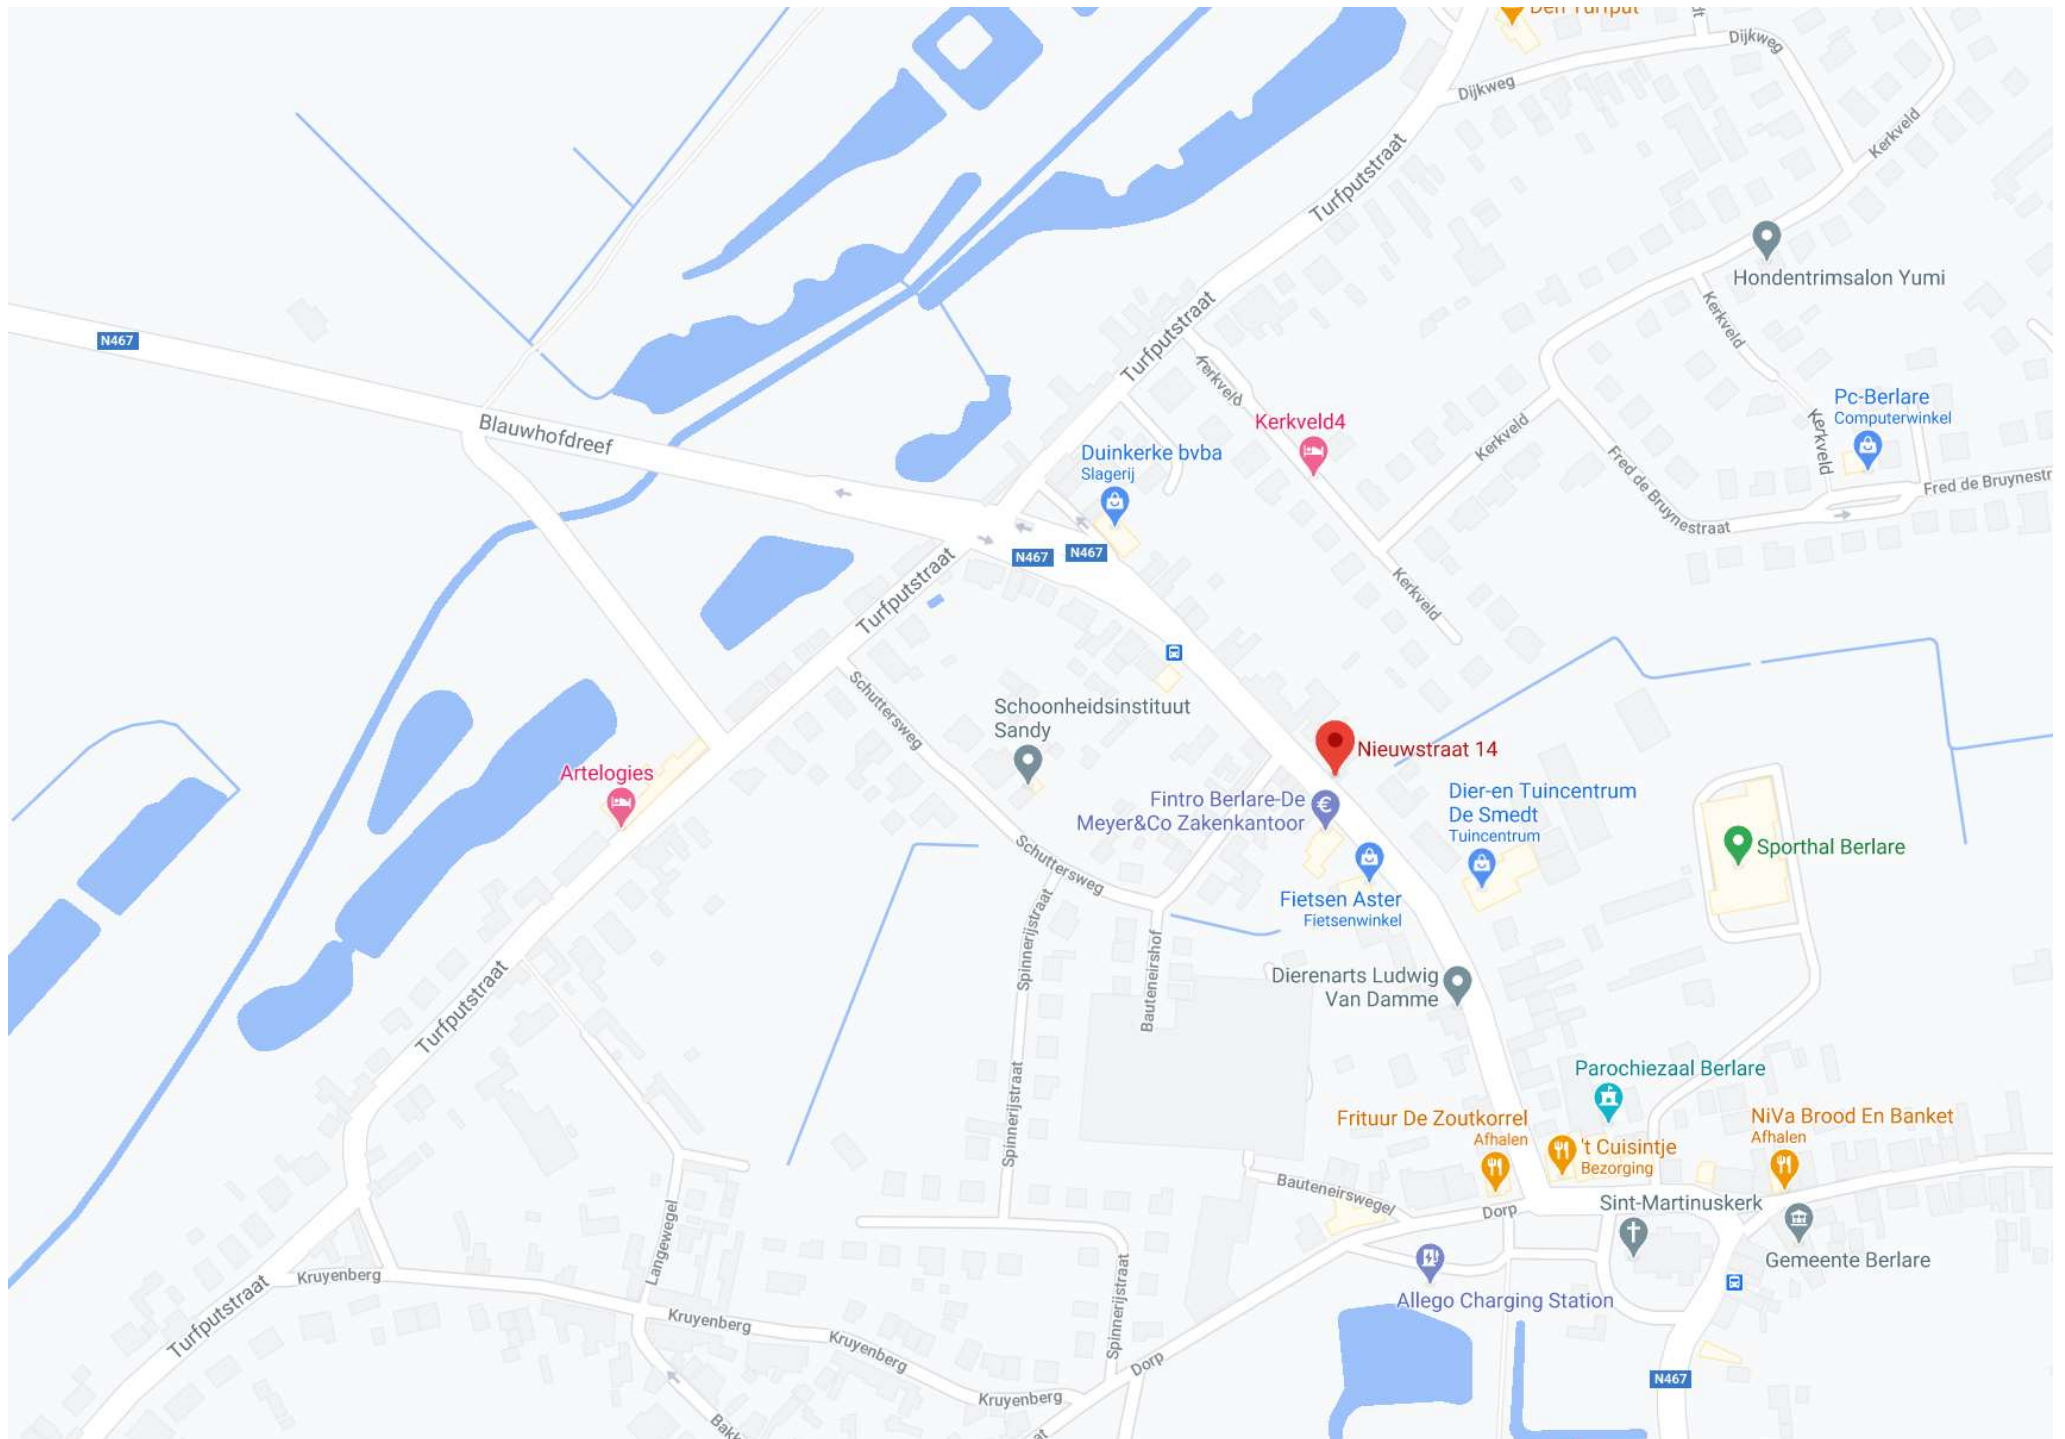 Den Turfput
Dijkweg
Dijkweg
Kerkveld
Turfputstraat
Hondentrimsalon Yumi
Kerkveld
N467
Turfputstraat
Kerkveld
Kerkveld4
Pc-Berlare
Computerwinkel
Kerkveld
Blauwhofdreef
Duinkerke bvba
Slagerij
Kerkveld
Fred de Bruynestraat
Fred de Bruynestr
N467
N467
Kerkveld
Turfputstraat
Schuttersweg
Schoonheidsinstituut
Sandy
Nieuwstraat 14
Artelogies
Fintro Berlare-De
Meyer&Co Zakenkantoor
Dier-en Tuincentrum
De Smedt
Tuincentrum
Sporthal Berlare
Schuttersweg
Fietsen Aster
Fietsenwinkel
Spinnerijstraat
Bauteneirshof
Turfputstraat
Dierenarts Ludwig
Van Damme
Parochiezaal Berlare
Spinnerijstraat
Frituur De Zoutkorrel
Afhalen
't Cuisintje
Bezorging
NiVa Brood En Banket
Afhalen
Bauteneirswegel
Dorp
Sint-Martinuskerk
Gemeente Berlare
Langewegel
Kruyenberg
Turfputstraat
Allego Charging Station
Kruyenberg
Kruyenberg
Spinnerijstraat
Dorp
Kruyenberg
N467
Bakk
at